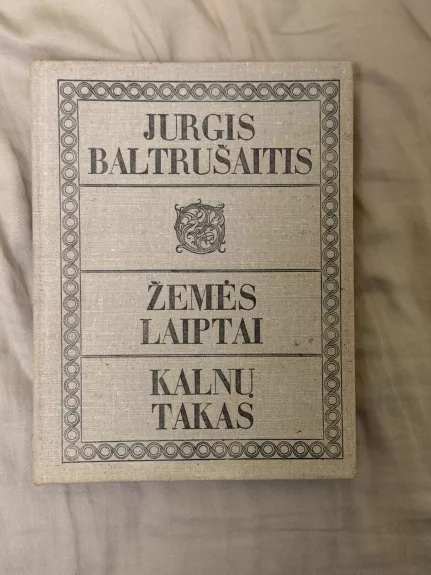 JURGIS
BALTRUŠAITIS
ŽEMĖS
LAIPTAI
KALNŲ
TAKAS